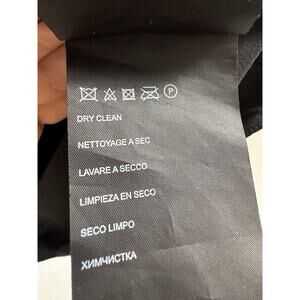 P
DRY CLEAN
NETTOYAGE A SEC
LAVARE A SECCO
LIMPIEZA EN SECO
SECO LIMPO
ХИМЧИСТКА